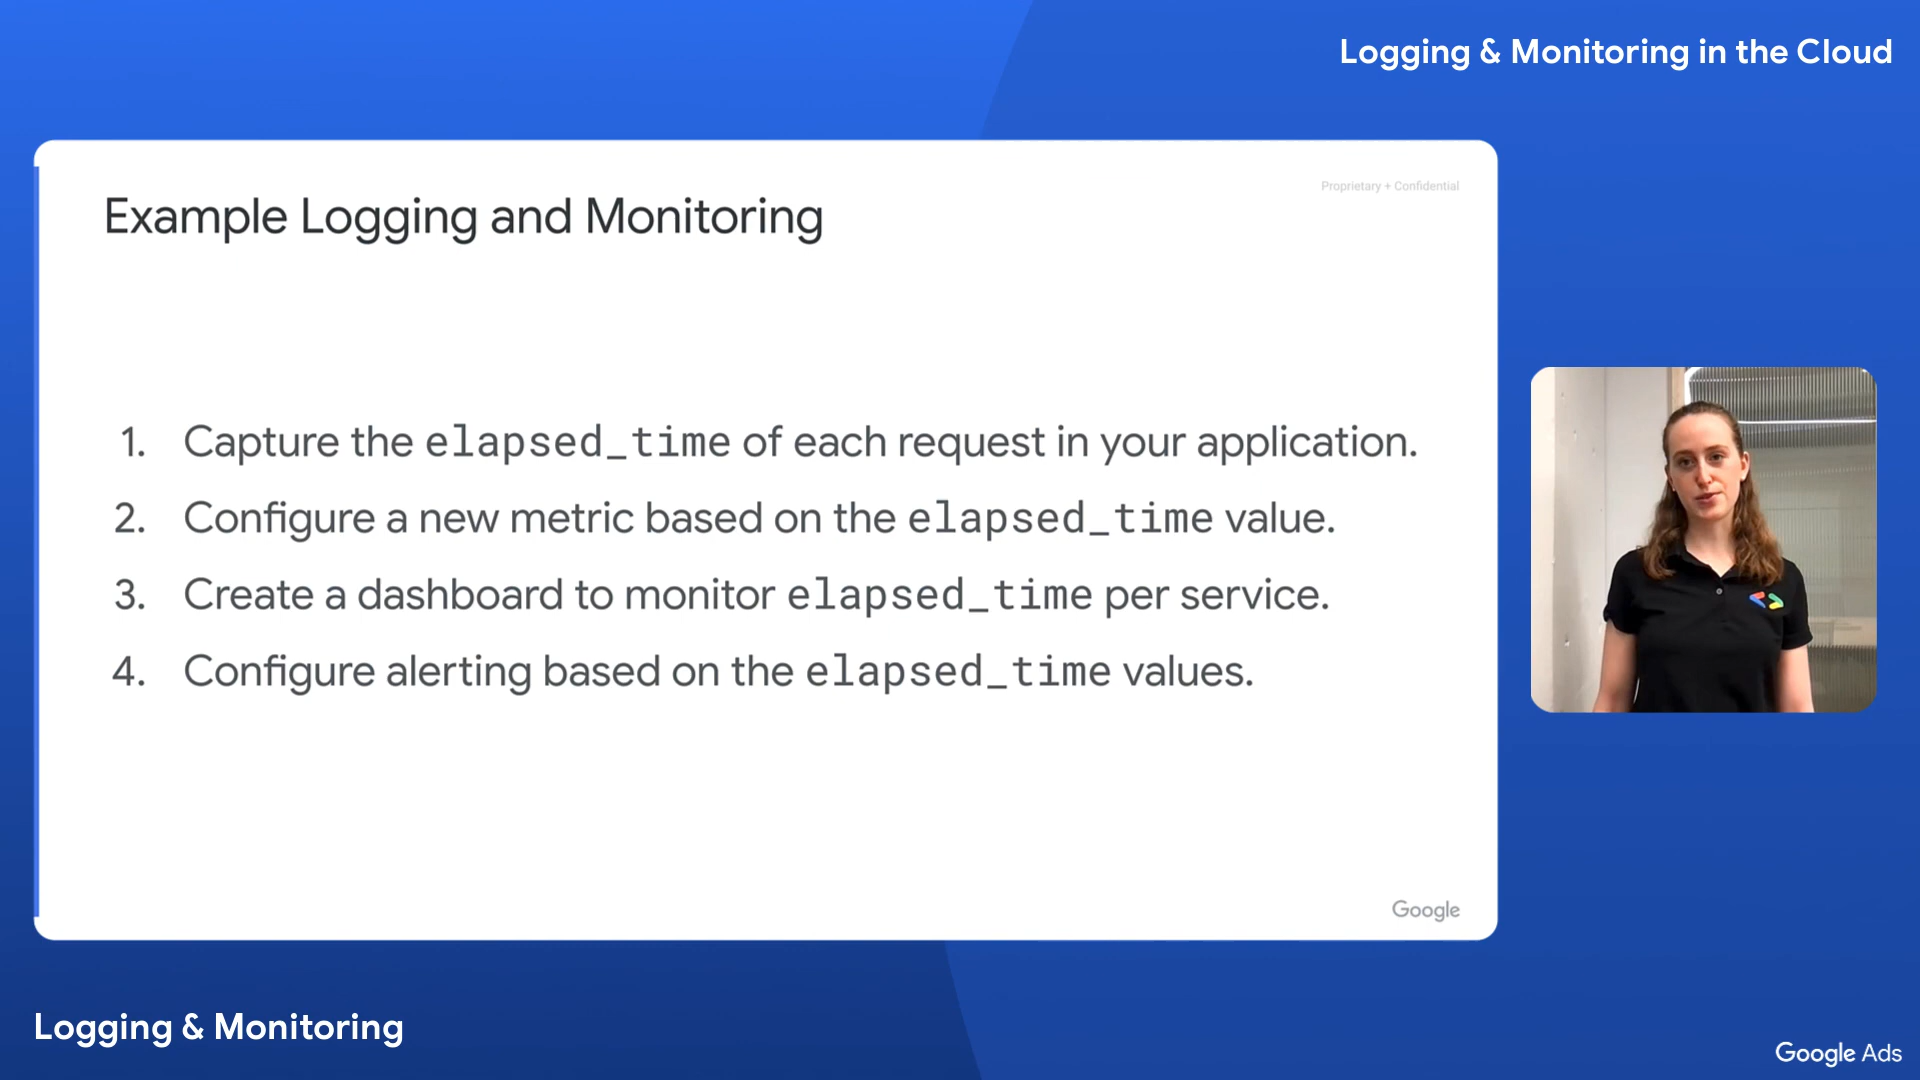 Logging & Monitoring in the Cloud
Proprietary + Confidential
Example Logging and Monitoring
1. Capture the elapsed_time of each request in your application.
2. Configure a new metric based on the elapsed_time value.
3. Create a dashboard to monitor elapsed_time per service.
4. Configure alerting based on the elapsed_time values.
Google
Logging & Monitoring
Google Ads